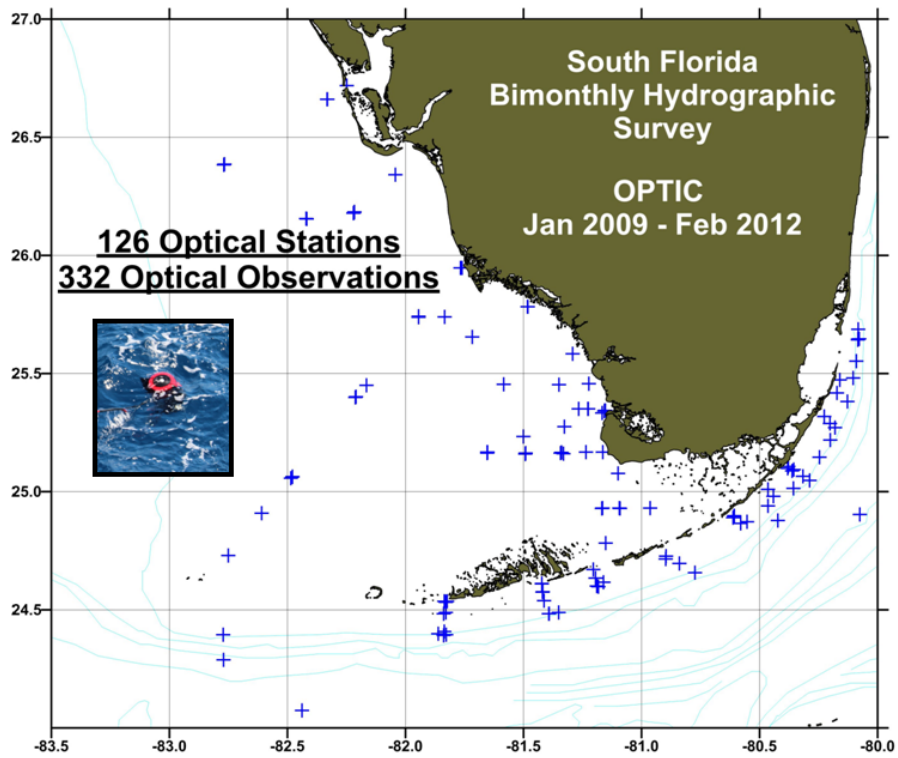 27.0
South Florida
Bimonthly Hydrographic
Survey
26.5
OPTIC
Jan 2009 - Feb 2012
126 Optical Stations
26.0
332 Optical Observations
25.5
25.0
24.5
-83.5 -83.0 -82.5 -82.0 -81.5 -81.0 -80.5 -80.0